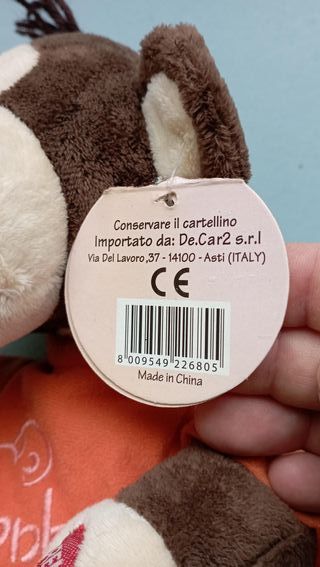 Conservare il cartellino
Importato da: De.Car2 s.r.l
Via Del Lavoro ,37 - 14100 - Asti (ITALY)
CE
8 009549 226805
Made in China